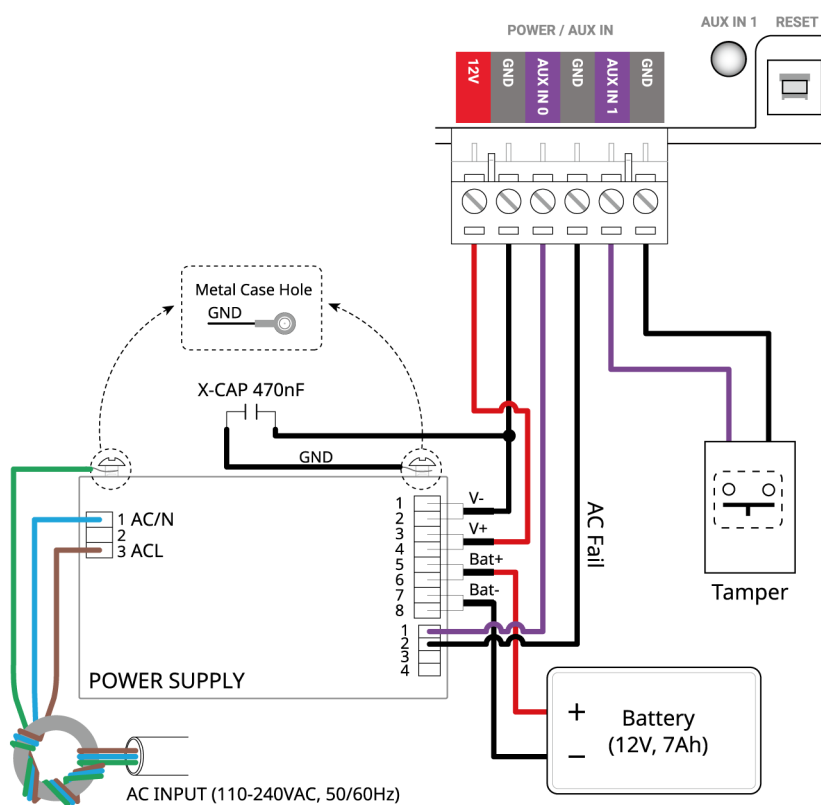 POWER / AUX IN
AUX IN 1
RESET
12V
GND
AUX IN 0
GND
AUX IN 1
GND
Metal Case Hole
GND
X-CAP 470nF
GND
1 AC/N
2
3 ACL
1
2
3
4
5
6
7
8
V-
V+
Bat+
Bat-
1
2
3
4
AC Fail
Tamper
POWER SUPPLY
+
Battery
(12V, 7Ah)
−
AC INPUT (110-240VAC, 50/60Hz)